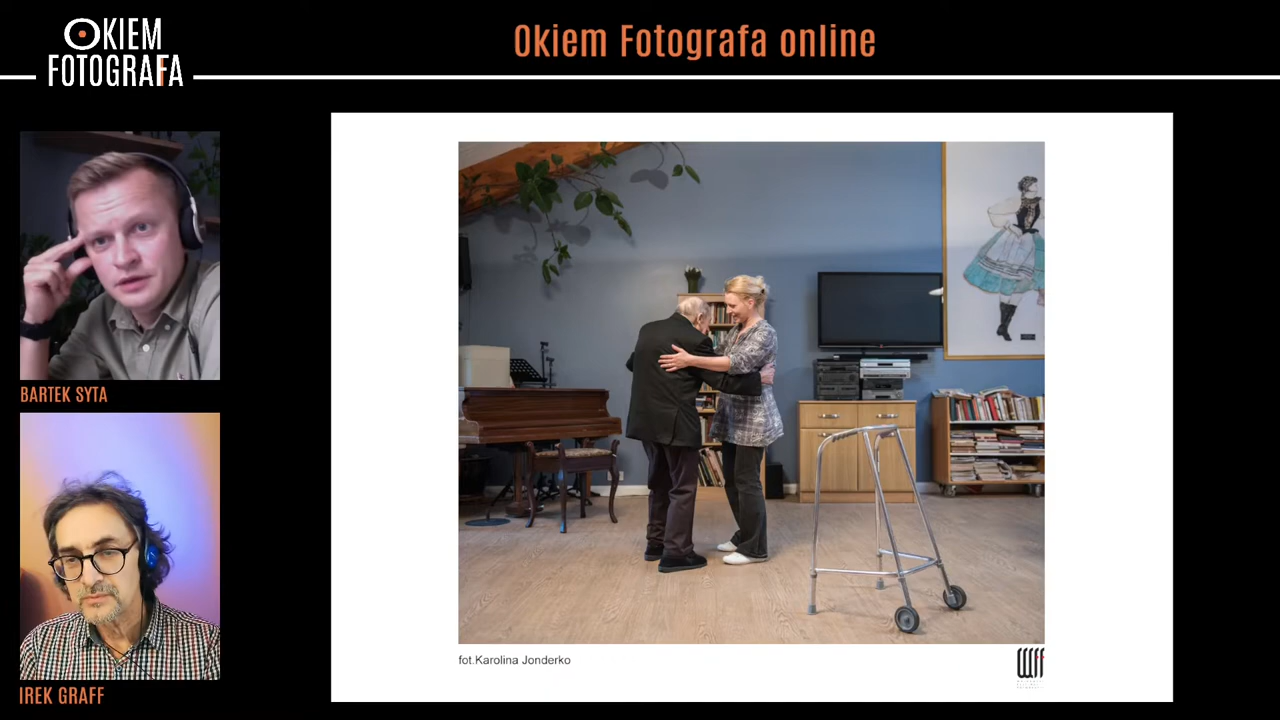 OKIEM
FOTOGRAFA
Okiem Fotografa online
BARTEK SYTA
IREK GRAFF
fot.Karolina Jonderko